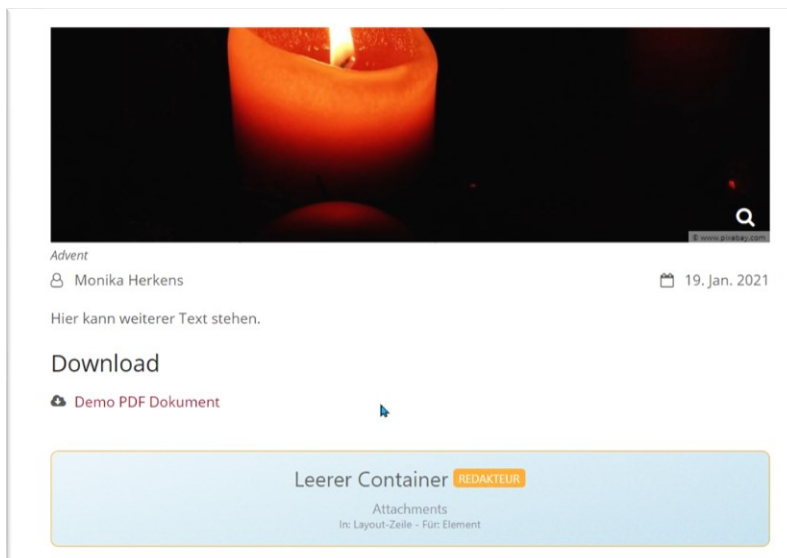 © www.pixabay.com
Advent
Monika Herkens
19. Jan. 2021
Hier kann weiterer Text stehen.
Download
Demo PDF Dokument
Leerer Container REDAKTEUR
Attachments
In: Layout-Zeile - Für: Element